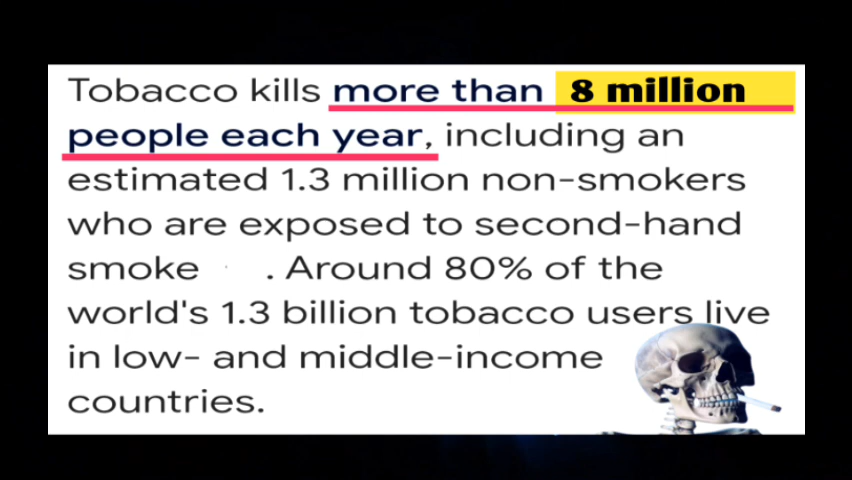 Tobacco kills more than 8 million
people each year, including an
estimated 1.3 million non-smokers
who are exposed to second-hand
smoke . Around 80% of the
world's 1.3 billion tobacco users live
in low- and middle-income
countries.